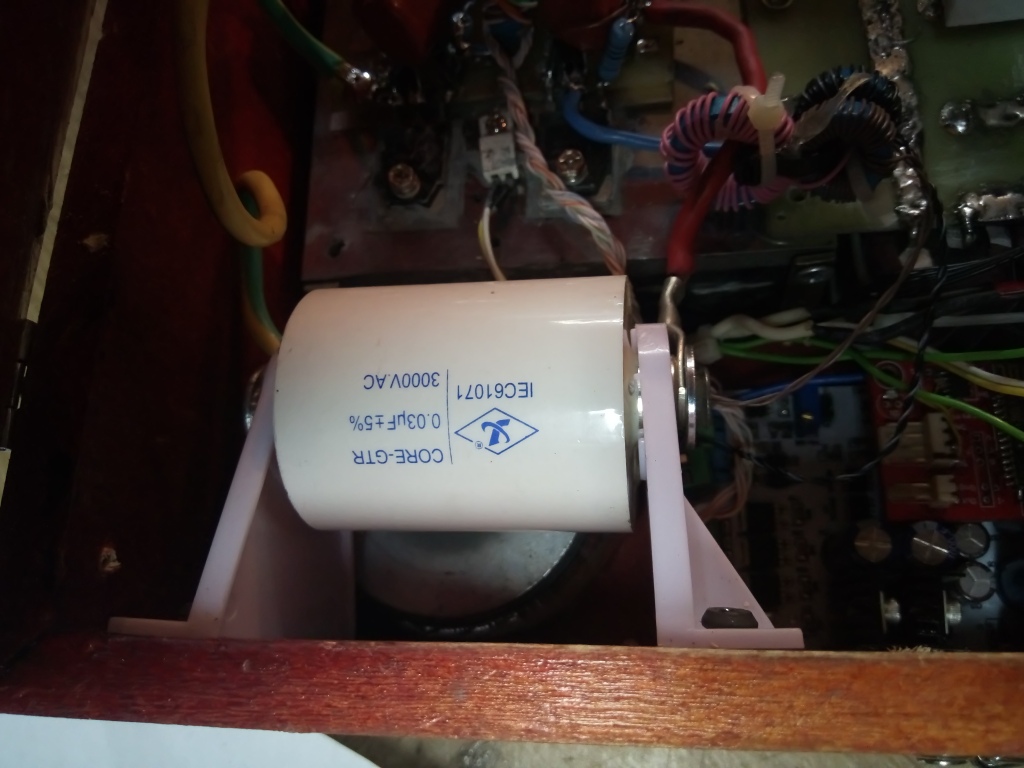 ®
IEC61071
CORE-GTR
0.03μF±5%
3000V.AC